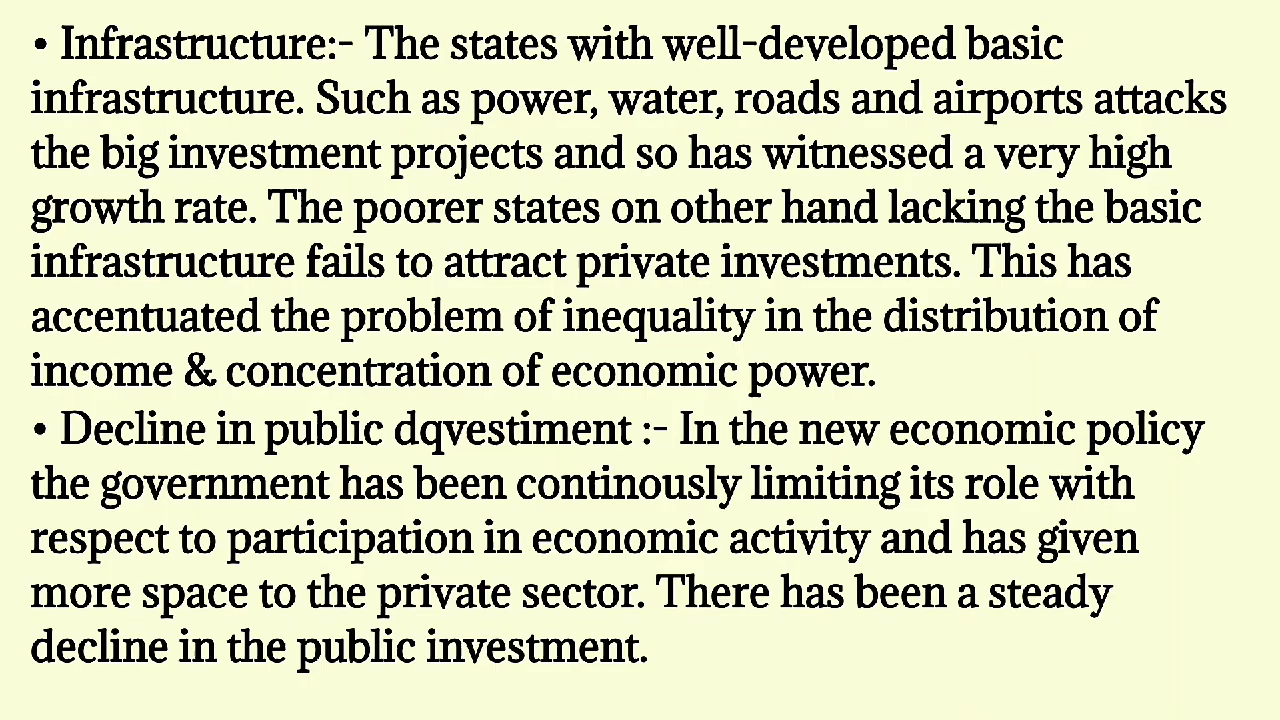 • Infrastructure:- The states with well-developed basic
infrastructure. Such as power, water, roads and airports attacks
the big investment projects and so has witnessed a very high
growth rate. The poorer states on other hand lacking the basic
infrastructure fails to attract private investments. This has
accentuated the problem of inequality in the distribution of
income & concentration of economic power.
• Decline in public dqvestiment :- In the new economic policy
the government has been continously limiting its role with
respect to participation in economic activity and has given
more space to the private sector. There has been a steady
decline in the public investment.